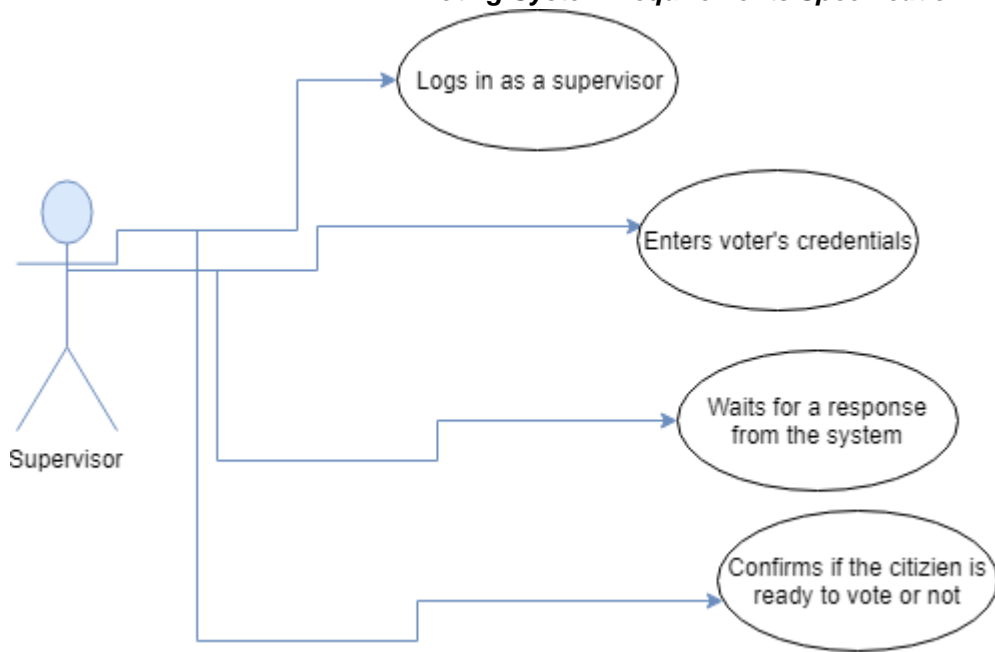 Logs in as a supervisor
Enters voter's credentials
Waits for a response
from the system
Supervisor
Confirms if the citizien is
ready to vote or not